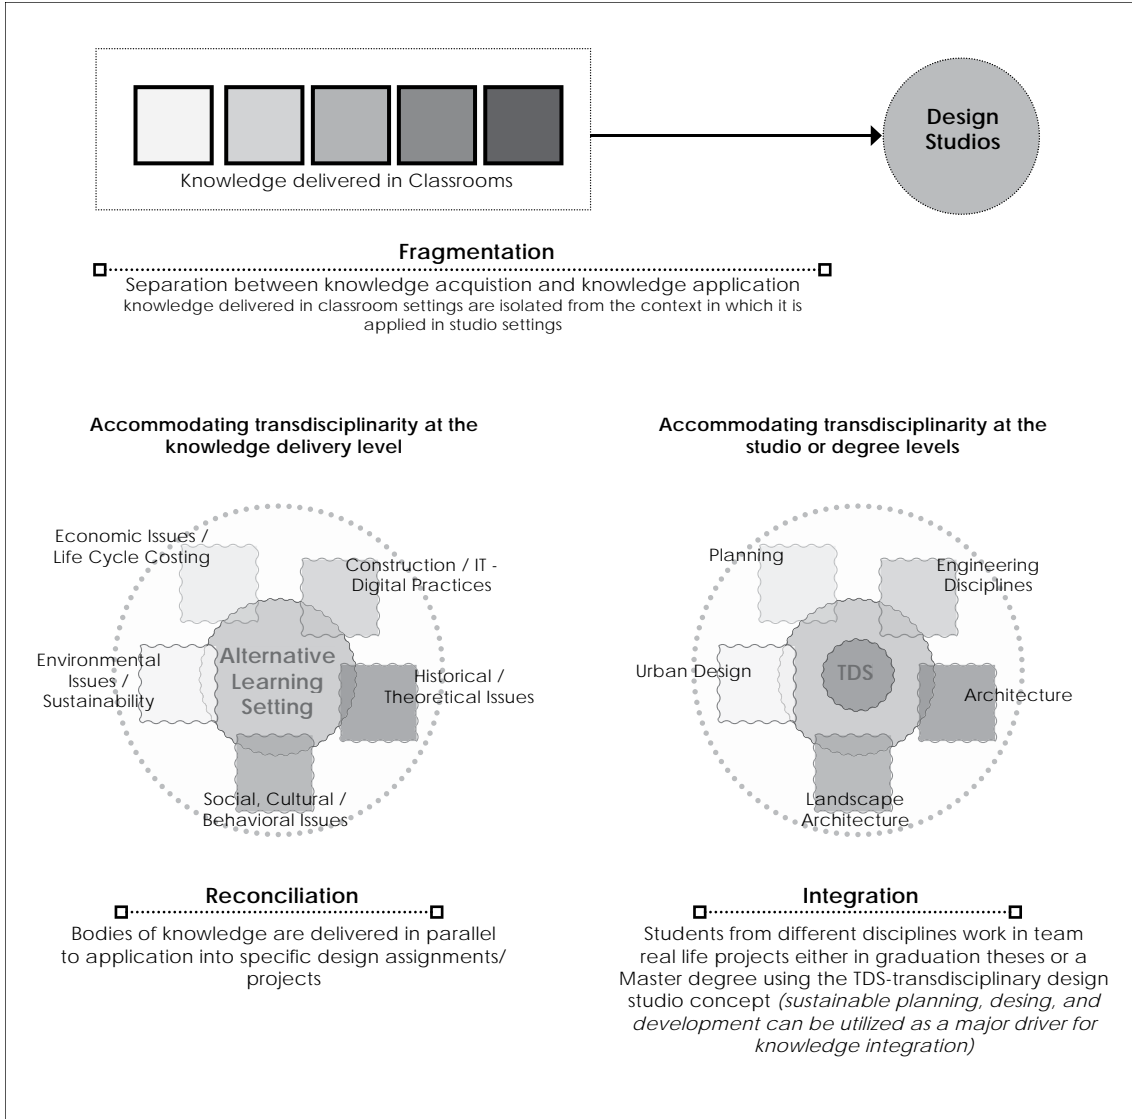 Design
Studios
Knowledge delivered in Classrooms
Fragmentation
Separation between knowledge acquistion and knowledge application
knowledge delivered in classroom settings are isolated from the context in which it is
applied in studio settings
Accommodating transdisciplinarity at the
knowledge delivery level
Economic Issues /
Life Cycle Costing
Construction / IT -
Digital Practices
Environmental
Issues /
Sustainability
Alternative
Learning
Setting
Historical /
Theoretical Issues
Social, Cultural /
Behavioral Issues
Reconciliation
Bodies of knowledge are delivered in parallel
to application into specific design assignments/
projects
Accommodating transdisciplinarity at the
studio or degree levels
Planning
Engineering
Disciplines
Urban Design
TDS
Architecture
Landscape
Architecture
Integration
Students from different disciplines work in team
real life projects either in graduation theses or a
Master degree using the TDS-transdisciplinary design
studio concept (sustainable planning, desing, and
development can be utilized as a major driver for
knowledge integration)